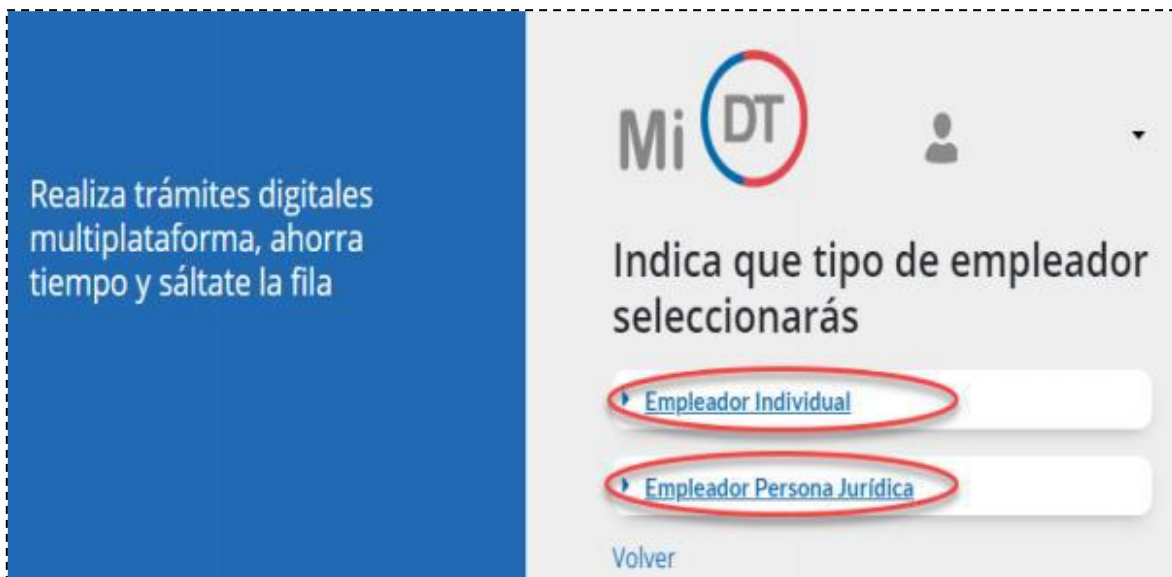 Realiza trámites digitales
multiplataforma, ahorra
tiempo y sáltate la fila
Mi DT
Indica que tipo de empleador
seleccionarás
Empleador Individual
Empleador Persona Jurídica
Volver